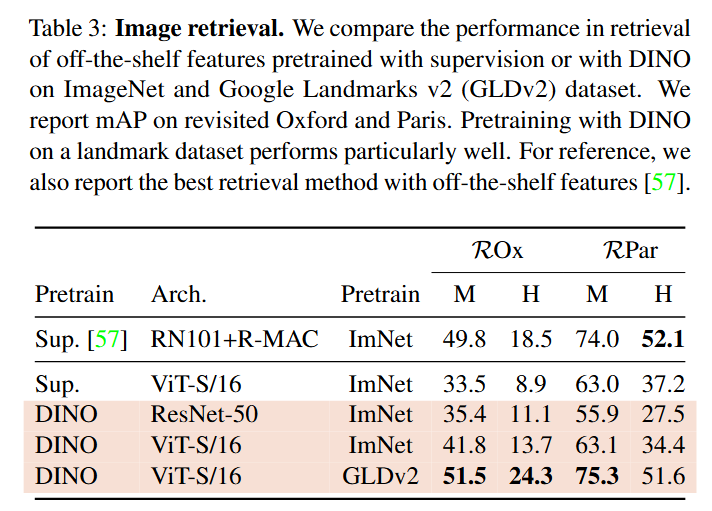 Table 3: Image retrieval. We compare the performance in retrieval
of off-the-shelf features pretrained with supervision or with DINO
on ImageNet and Google Landmarks v2 (GLDv2) dataset. We
report mAP on revisited Oxford and Paris. Pretraining with DINO
on a landmark dataset performs particularly well. For reference, we
also report the best retrieval method with off-the-shelf features [57].
ROx RPar
Pretrain Arch. Pretrain M H M H
Sup. [57] RN101+R-MAC ImNet 49.8 18.5 74.0 52.1
Sup. ViT-S/16 ImNet 33.5 8.9 63.0 37.2
DINO ResNet-50 ImNet 35.4 11.1 55.9 27.5
DINO ViT-S/16 ImNet 41.8 13.7 63.1 34.4
DINO ViT-S/16 GLDv2 51.5 24.3 75.3 51.6